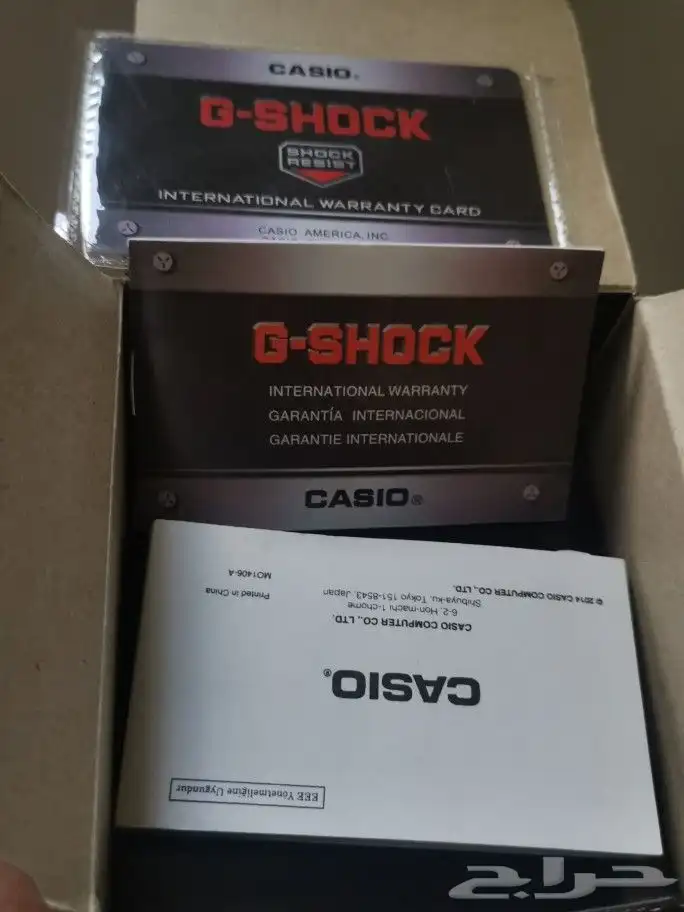 CASIO®
G-SHOCK
SHOCK
RESIST
INTERNATIONAL WARRANTY CARD
CASIO AMERICA, INC.
G-SHOCK
INTERNATIONAL WARRANTY
GARANTÍA INTERNACIONAL
GARANTIE INTERNATIONALE
CASIO®
EEE Yönetmeliğine Uygundur
CASIO®
CASIO COMPUTER CO., LTD.
6-2, Hon-machi 1-chome
Shibuya-ku, Tokyo 151-8543, Japan
© 2014 CASIO COMPUTER CO., LTD.
Printed in China
MO1406-A
حراج